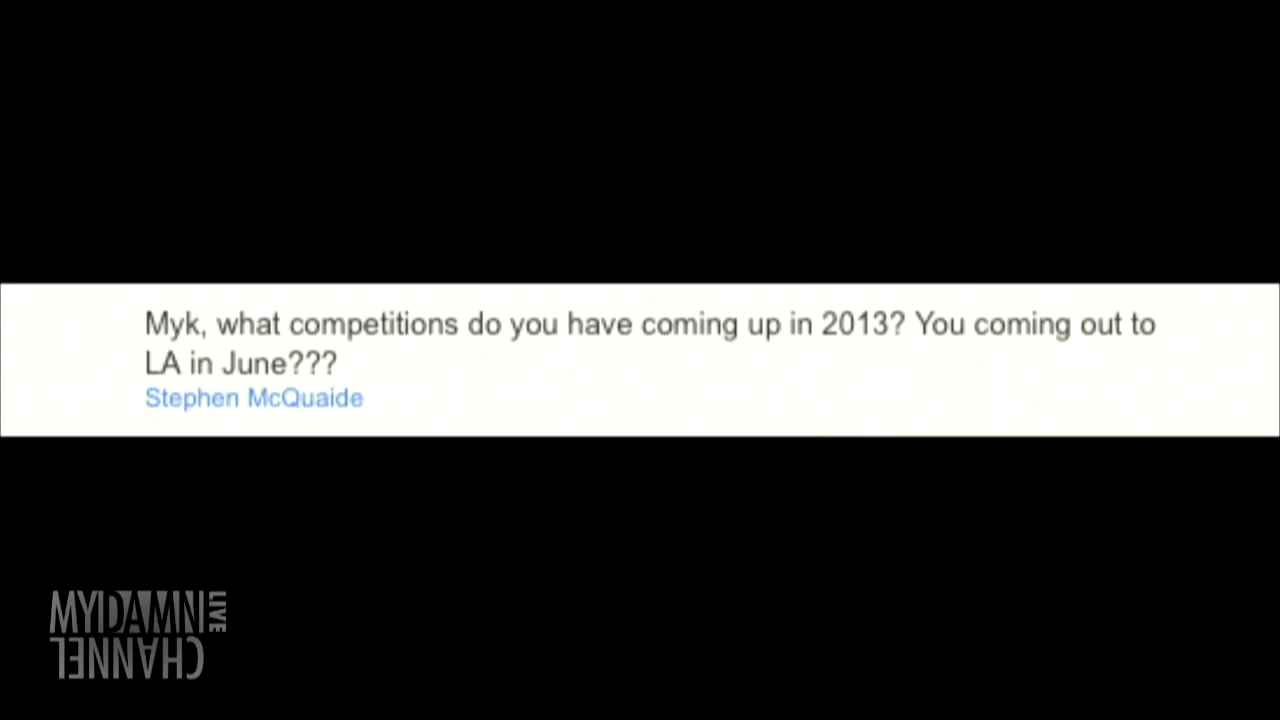 Myk, what competitions do you have coming up in 2013? You coming out to
LA in June???
Stephen McQuaide
MYDAMN LIVE
CHANNEL